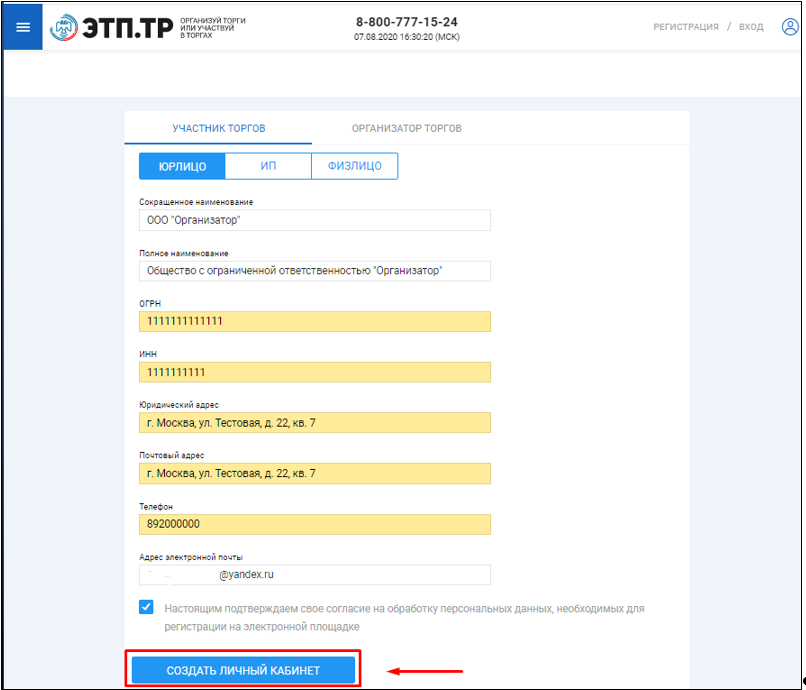 ЭТП.ТР
ОРГАНИЗУЙ ТОРГИ
ИЛИ УЧАСТВУЙ
В ТОРГАХ
8-800-777-15-24
07.08.2020 16:30:20 (МСК)
РЕГИСТРАЦИЯ / ВХОД
УЧАСТНИК ТОРГОВ ОРГАНИЗАТОР ТОРГОВ
ЮРЛИЦО ИП ФИЗЛИЦО
Сокращенное наименование
ООО "Организатор"
Полное наименование
Общество с ограниченной ответственностью "Организатор"
ОГРН
1111111111111
ИНН
1111111111
Юридический адрес
г. Москва, ул. Тестовая, д. 22, кв. 7
Почтовый адрес
г. Москва, ул. Тестовая, д. 22, кв. 7
Телефон
892000000
Адрес электронной почты
@yandex.ru
Настоящим подтверждаем свое согласие на обработку персональных данных, необходимых для
регистрации на электронной площадке
СОЗДАТЬ ЛИЧНЫЙ КАБИНЕТ